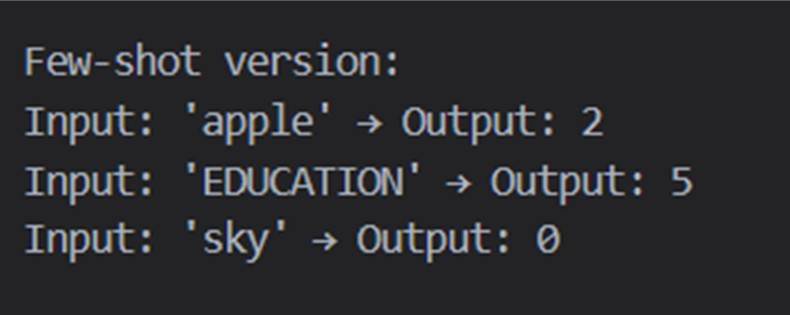 Few-shot version:
Input: 'apple' → Output: 2
Input: 'EDUCATION' → Output: 5
Input: 'sky' → Output: 0